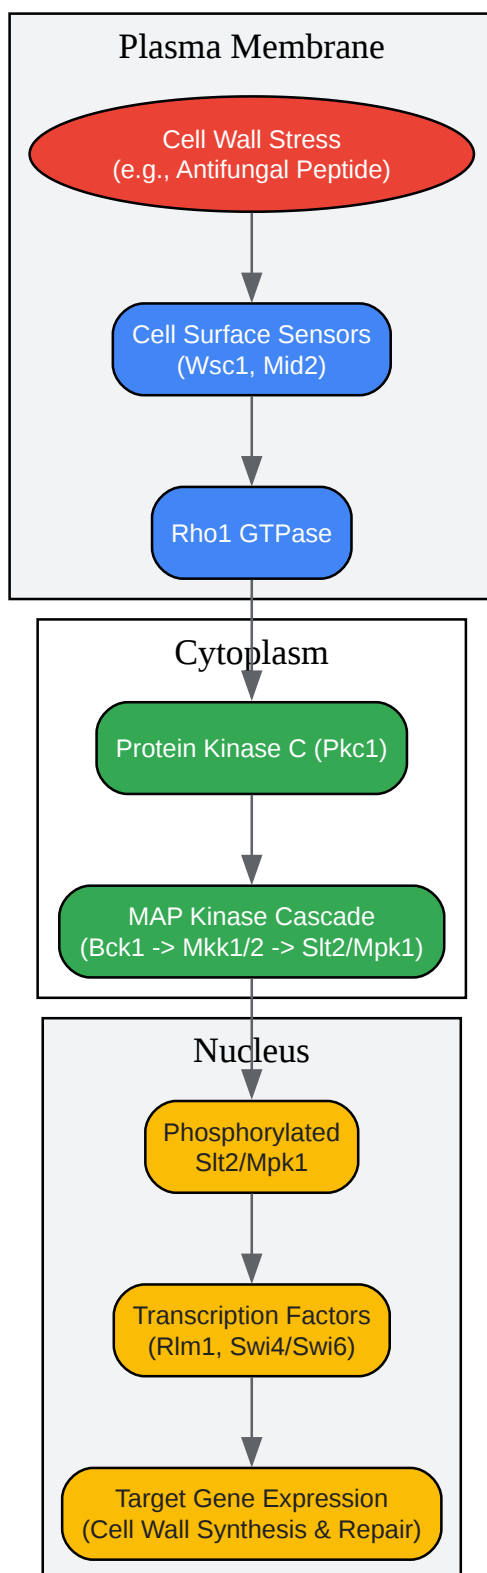 Plasma Membrane
Cell Wall Stress
(e.g., Antifungal Peptide)
Cell Surface Sensors
(Wsc1, Mid2)
Rho1 GTPase
Cytoplasm
Protein Kinase C (Pkc1)
MAP Kinase Cascade
(Bck1 -> Mkk1/2 -> Slt2/Mpk1)
Nucleus
Phosphorylated
Slt2/Mpk1
Transcription Factors
(Rlm1, Swi4/Swi6)
Target Gene Expression
(Cell Wall Synthesis & Repair)